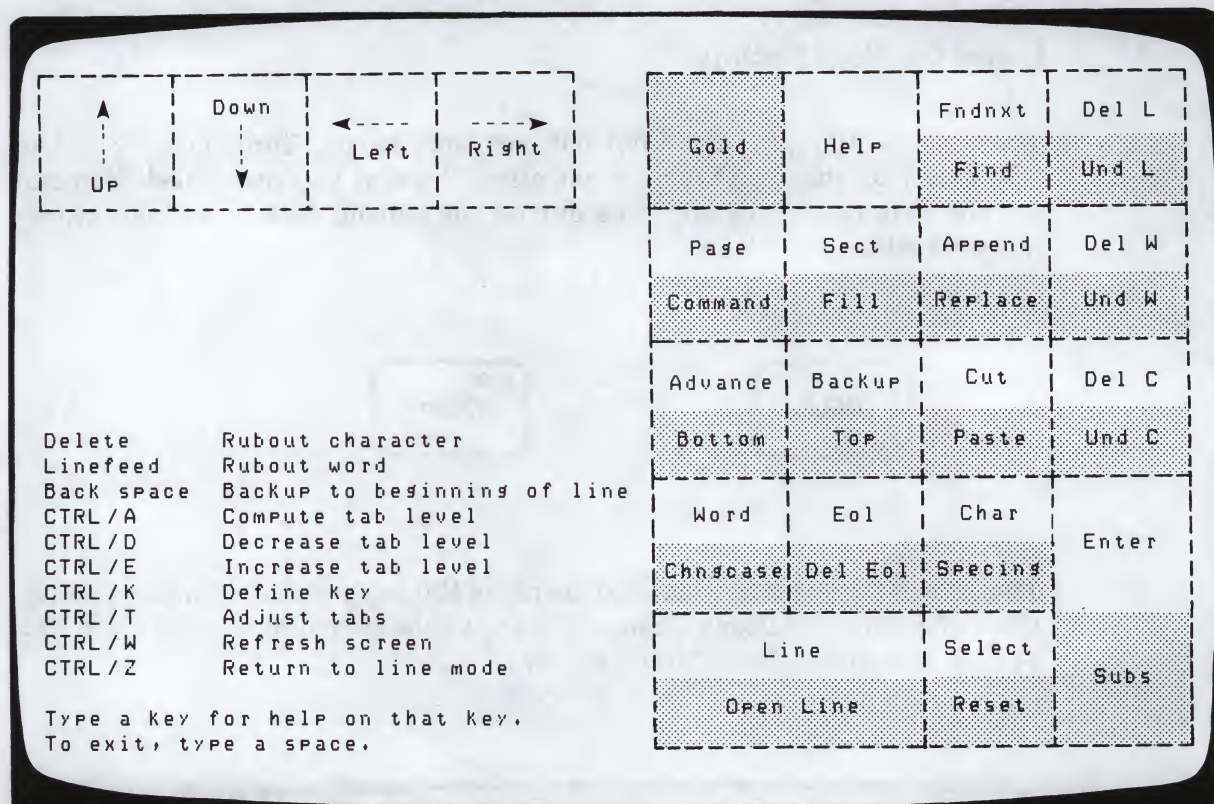 Up
Down
Left
Right
Gold
Help
Fndnxt
Find
Del L
Und L
Page
Command
Sect
Fill
Append
Replace
Del W
Und W
Advance
Bottom
Backup
Top
Cut
Paste
Del C
Und C
Word
Chngcase
Eol
Del Eol
Char
Specing
Enter
Subs
Line
Open Line
Select
Reset
Delete Rubout character
Linefeed Rubout word
Back space Backup to beginning of line
CTRL/A Compute tab level
CTRL/D Decrease tab level
CTRL/E Increase tab level
CTRL/K Define Key
CTRL/T Adjust tabs
CTRL/W Refresh screen
CTRL/Z Return to line mode
Type a Key for help on that Key.
To exit, type a space.